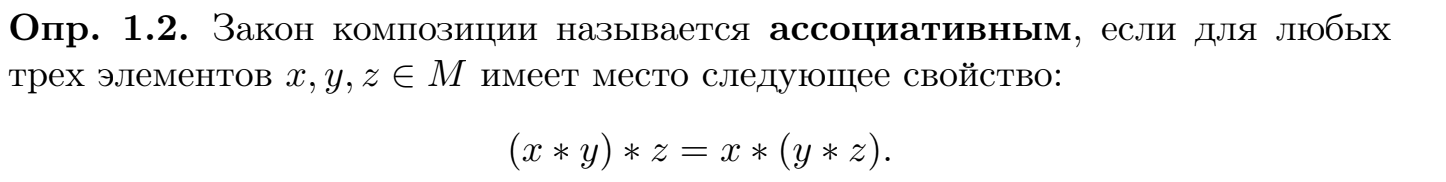 Опр. 1.2. Закон композиции называется ассоциативным, если для любых
трех элементов x, y, z ∈ M имеет место следующее свойство:
(x ∗ y) ∗ z = x ∗ (y ∗ z).